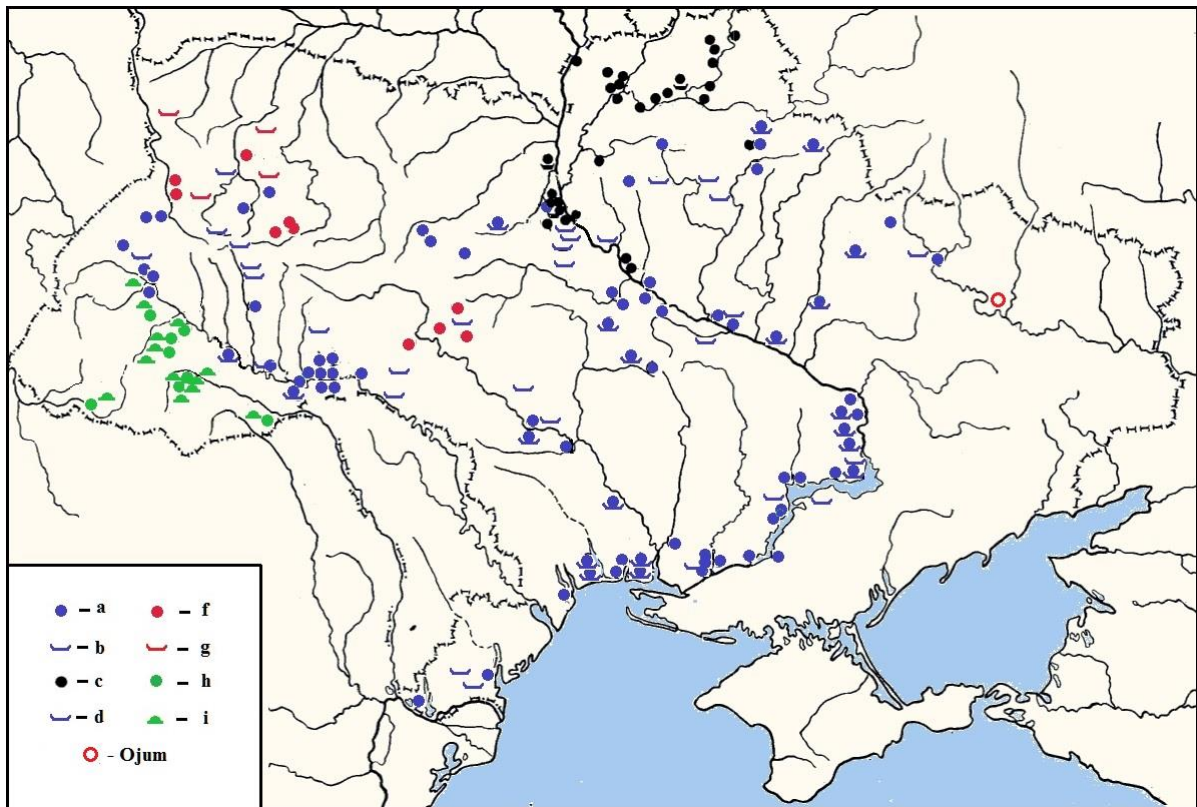 – a – f
– b – g
– c – h
– d – i
- Ojum